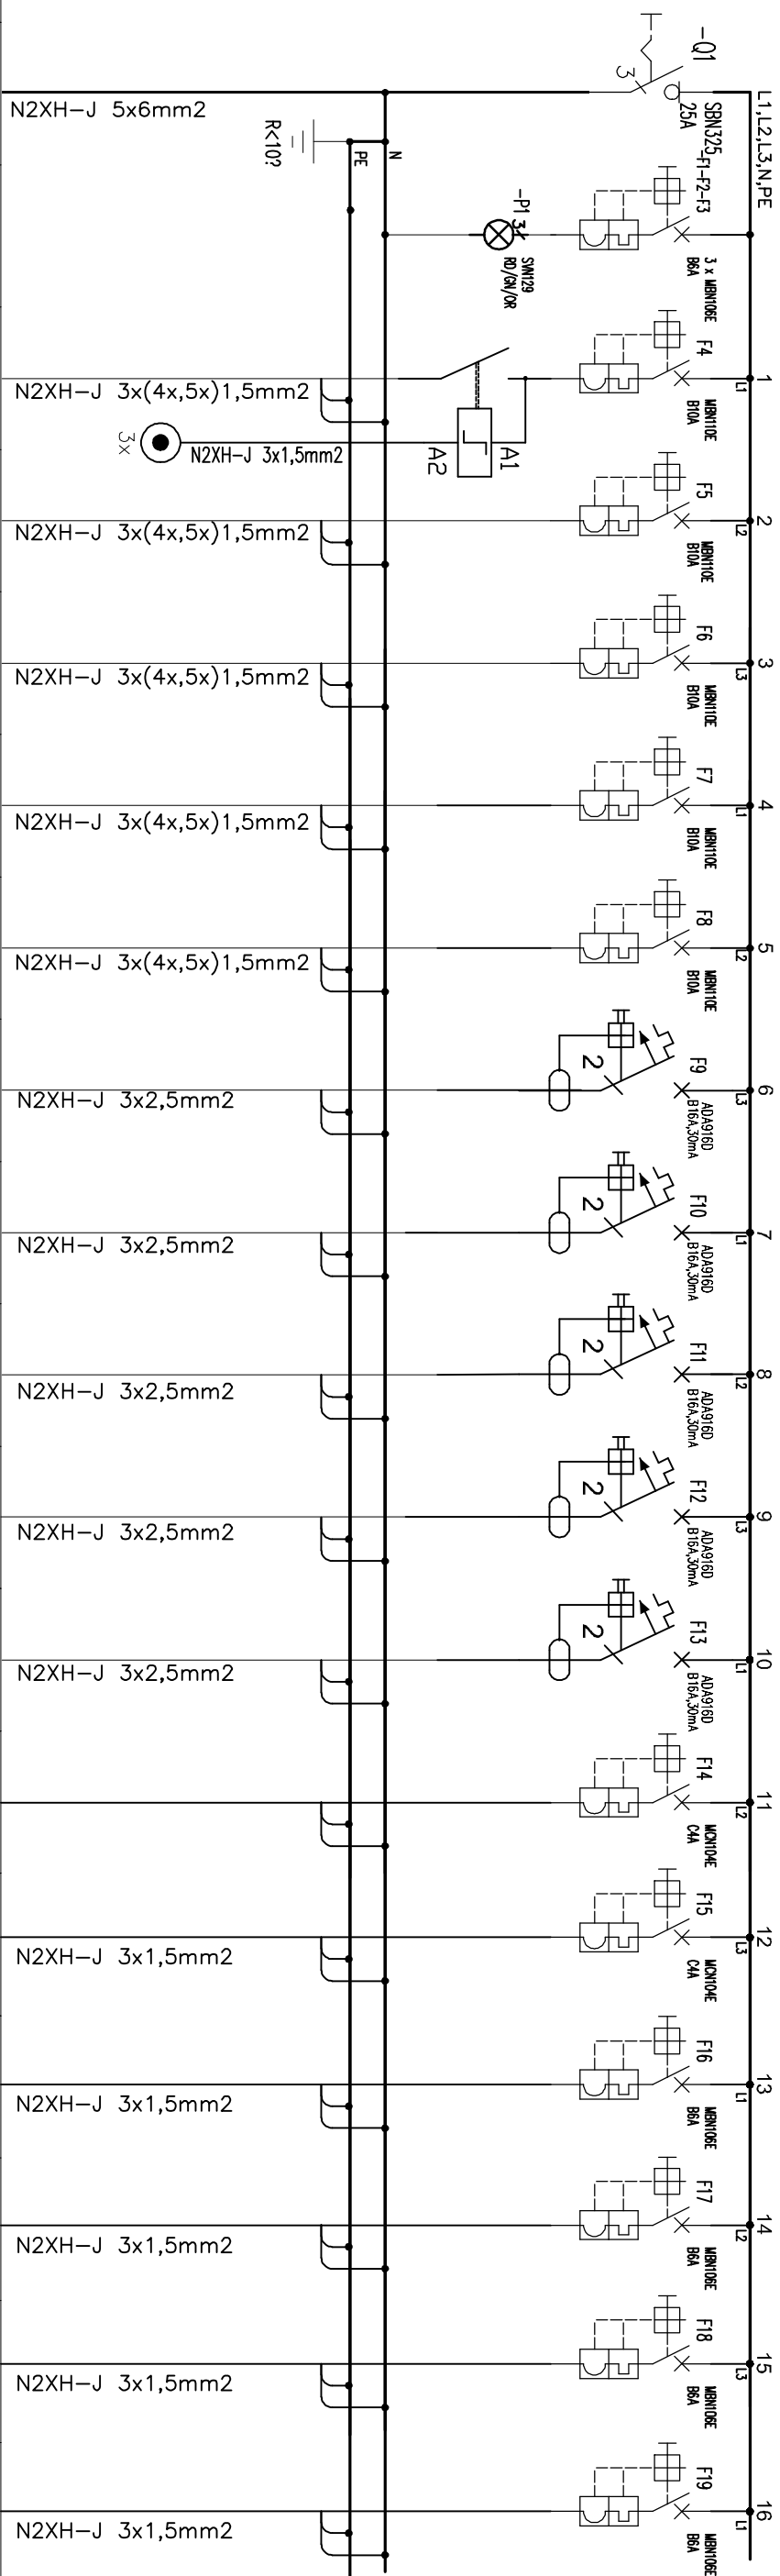 L1,L2,L3,N,PE
-Q1
3
SBN325
25A
N2XH-J 5x6mm2
N
PE
R<10?
-F1-F2-F3
3 x MBN106E
B6A
-P1
3
SVN129
RD/GN/OR
1
L1
F4
MBN110E
B10A
A1
A2
N2XH-J 3x(4x,5x)1,5mm2
N2XH-J 3x1,5mm2
3x
2
L2
F5
MBN110E
B10A
N2XH-J 3x(4x,5x)1,5mm2
3
L3
F6
MBN110E
B10A
N2XH-J 3x(4x,5x)1,5mm2
4
L1
F7
MBN110E
B10A
N2XH-J 3x(4x,5x)1,5mm2
5
L2
F8
MBN110E
B10A
N2XH-J 3x(4x,5x)1,5mm2
6
L3
F9
ADA916D
B16A,30mA
2
N2XH-J 3x2,5mm2
7
L1
F10
ADA916D
B16A,30mA
2
N2XH-J 3x2,5mm2
8
L2
F11
ADA916D
B16A,30mA
2
N2XH-J 3x2,5mm2
9
L3
F12
ADA916D
B16A,30mA
2
N2XH-J 3x2,5mm2
10
L1
F13
ADA916D
B16A,30mA
2
N2XH-J 3x2,5mm2
11
L2
F14
MCN104E
C4A
12
L3
F15
MCN104E
C4A
N2XH-J 3x1,5mm2
13
L1
F16
MBN106E
B6A
N2XH-J 3x1,5mm2
14
L2
F17
MBN106E
B6A
N2XH-J 3x1,5mm2
15
L3
F18
MBN106E
B6A
N2XH-J 3x1,5mm2
16
L1
F19
MBN106E
B6A
N2XH-J 3x1,5mm2